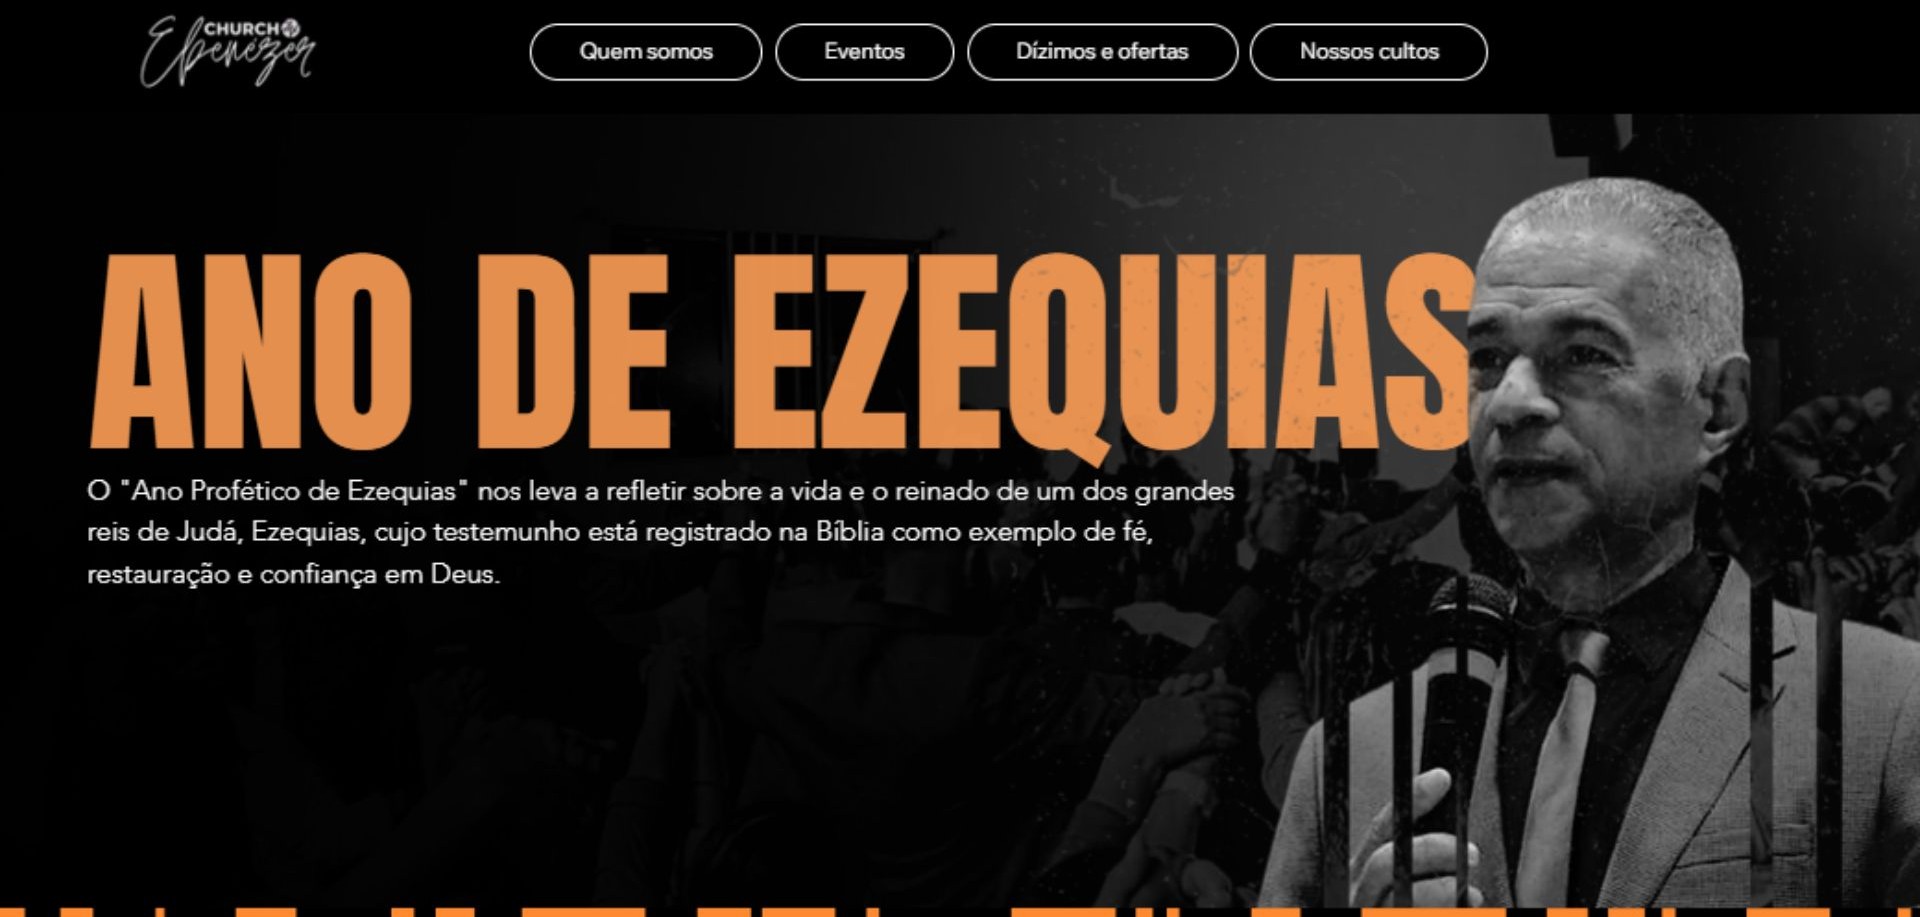 CHURCH
Ebenézer
Quem somos
Eventos
Dízimos e ofertas
Nossos cultos
ANO DE EZEQUIAS
O "Ano Profético de Ezequias" nos leva a refletir sobre a vida e o reinado de um dos grandes
reis de Judá, Ezequias, cujo testemunho está registrado na Bíblia como exemplo de fé,
restauração e confiança em Deus.